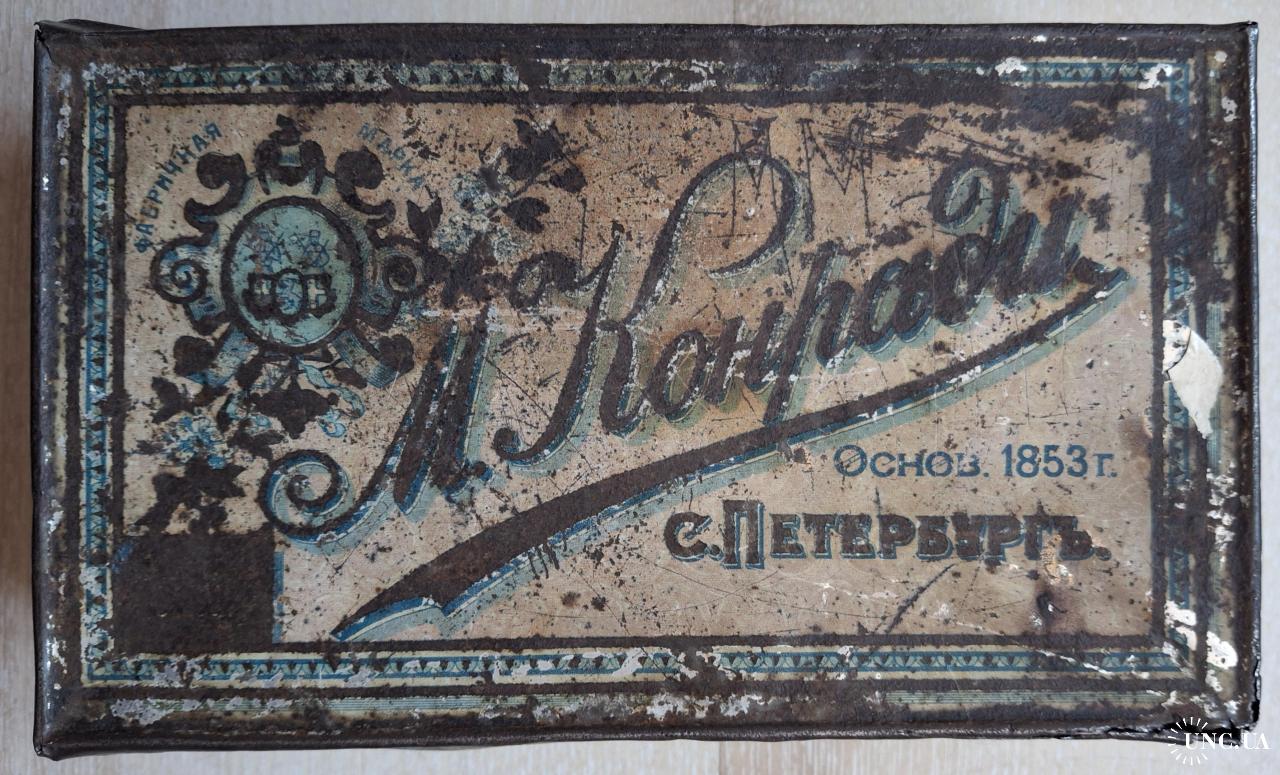 ФАБРИЧНАЯ МАРКА
М. Конради
Основ. 1853 г.
С. ПЕТЕРБУРГЪ.
UNC.UA